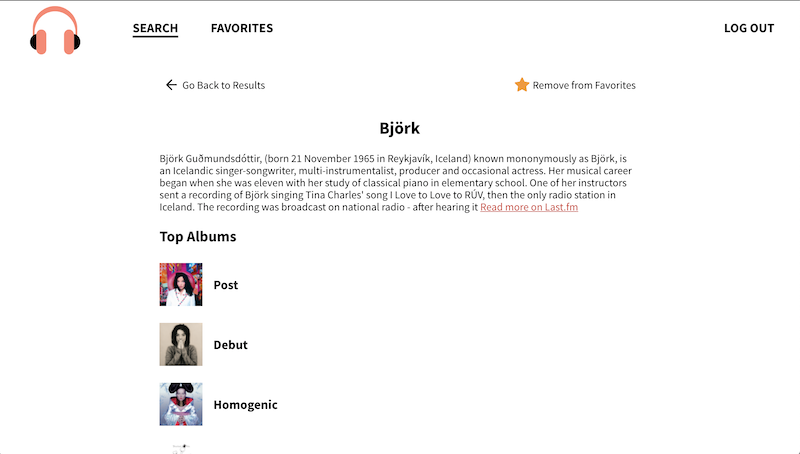 SEARCH FAVORITES LOG OUT
Go Back to Results Remove from Favorites
Björk
Björk Guðmundsdóttir, (born 21 November 1965 in Reykjavík, Iceland) known mononymously as Björk, is
an Icelandic singer-songwriter, multi-instrumentalist, producer and occasional actress. Her musical career
began when she was eleven with her study of classical piano in elementary school. One of her instructors
sent a recording of Björk singing Tina Charles' song I Love to Love to RÚV, then the only radio station in
Iceland. The recording was broadcast on national radio - after hearing it Read more on Last.fm
Top Albums
Post
Debut
Homogenic